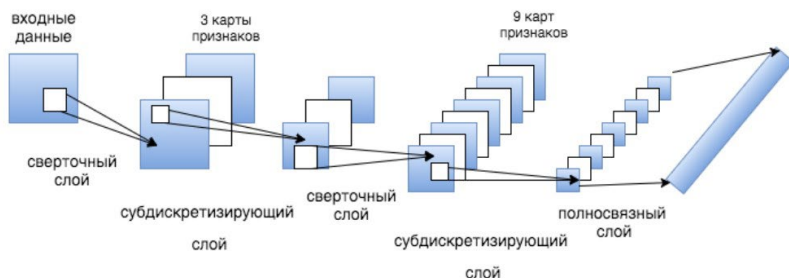 входные
данные
3 карты
признаков
9 карт
признаков
сверточный
слой
субдискретизирующий
слой
сверточный
слой
субдискретизирующий
слой
полносвязный
слой